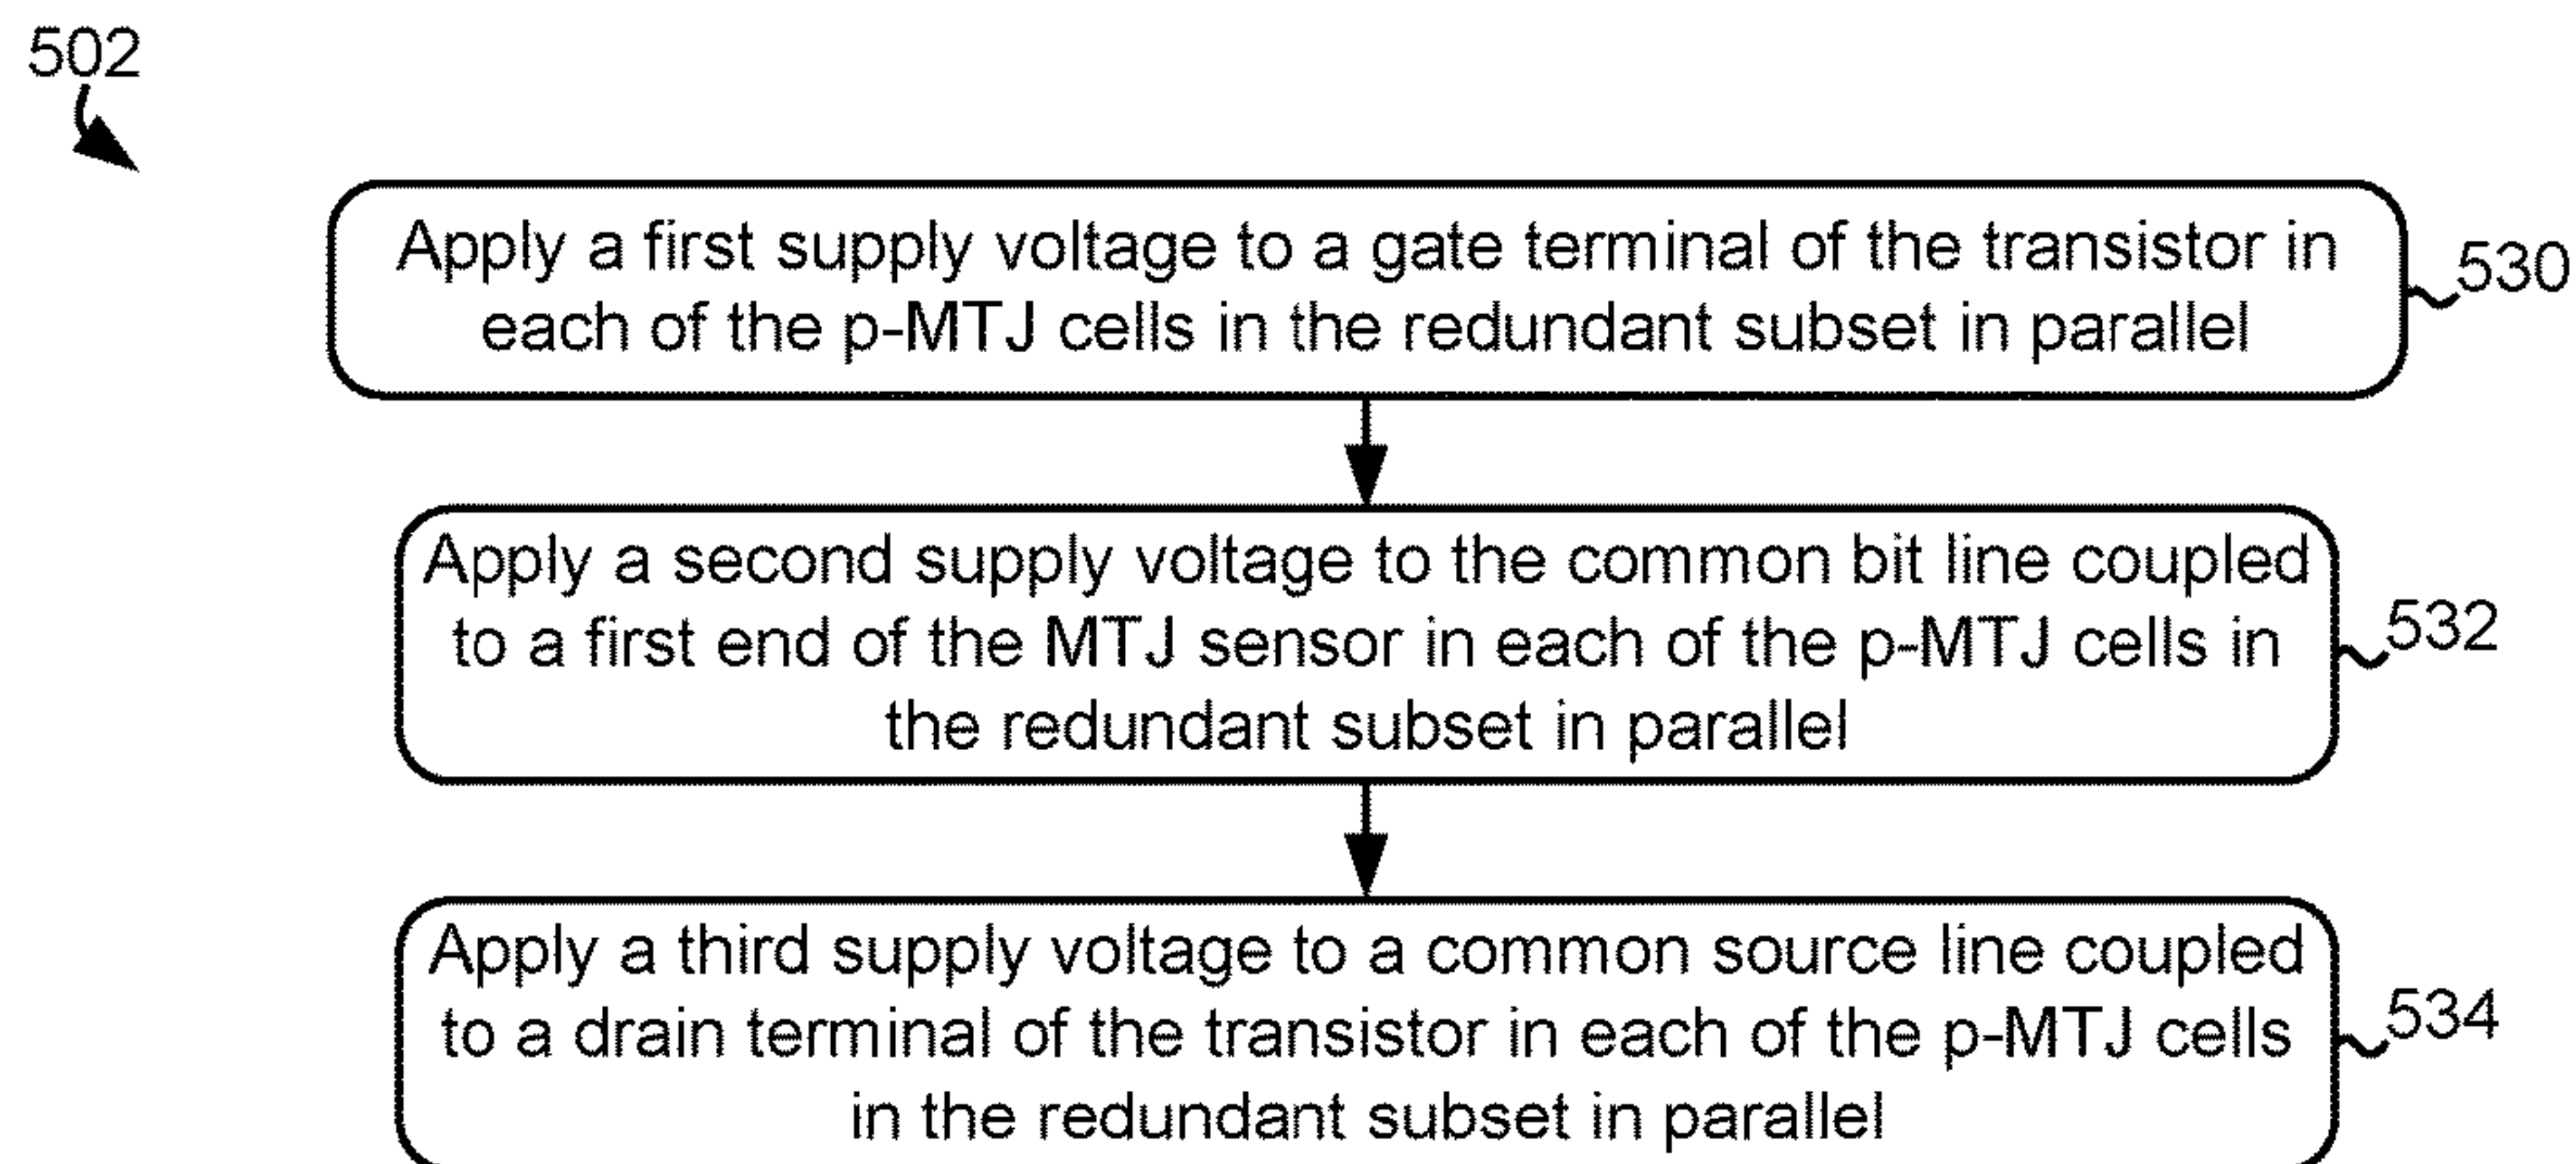 502
Apply a first supply voltage to a gate terminal of the transistor in
each of the p-MTJ cells in the redundant subset in parallel
530
Apply a second supply voltage to the common bit line coupled
to a first end of the MTJ sensor in each of the p-MTJ cells in
the redundant subset in parallel
532
Apply a third supply voltage to a common source line coupled
to a drain terminal of the transistor in each of the p-MTJ cells
in the redundant subset in parallel
534